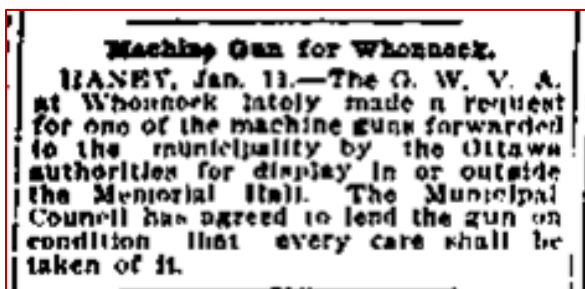 Machine Gun for Whonnock.
HANEY, Jan. 11.—The G. W. V. A.
at Whonnock lately made a request
for one of the machine guns forwarded
to the municipality by the Ottawa
authorities for display in or outside
the Memorial Hall. The Municipal
Council has agreed to lend the gun on
condition that every care shall be
taken of it.